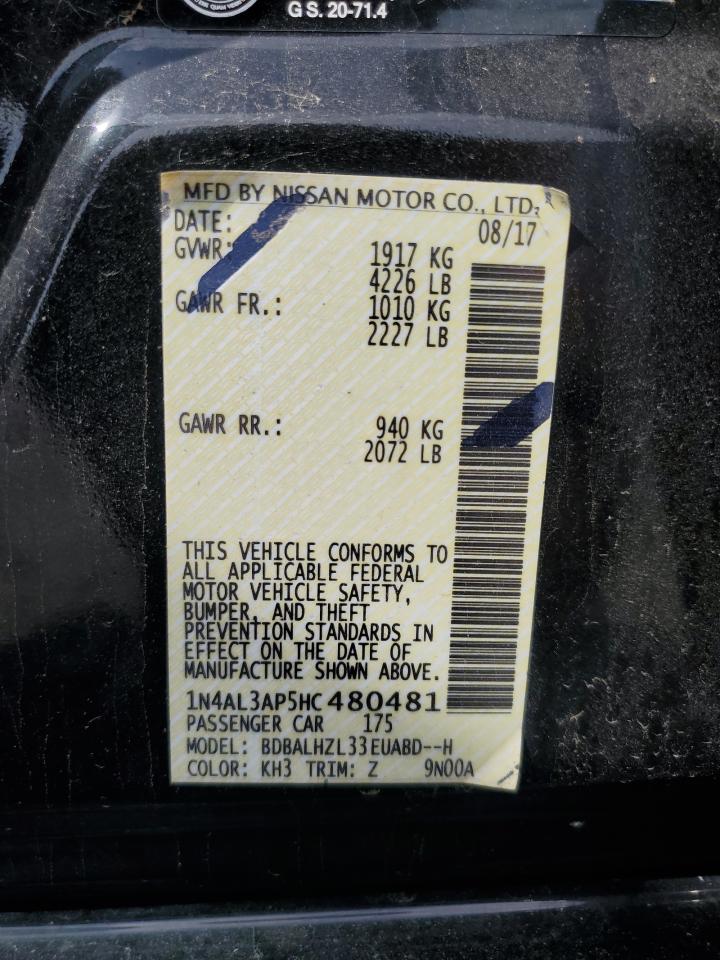 G S. 20-71.4
MFD BY NISSAN MOTOR CO., LTD.
DATE: 08/17
GVWR: 1917 KG
4226 LB
GAWR FR.: 1010 KG
2227 LB
GAWR RR.: 940 KG
2072 LB
THIS VEHICLE CONFORMS TO
ALL APPLICABLE FEDERAL
MOTOR VEHICLE SAFETY,
BUMPER, AND THEFT
PREVENTION STANDARDS IN
EFFECT ON THE DATE OF
MANUFACTURE SHOWN ABOVE.
1N4AL3AP5HC480481
PASSENGER CAR 175
MODEL: BDBALHZL33EUABD--H
COLOR: KH3 TRIM: Z 9N00A